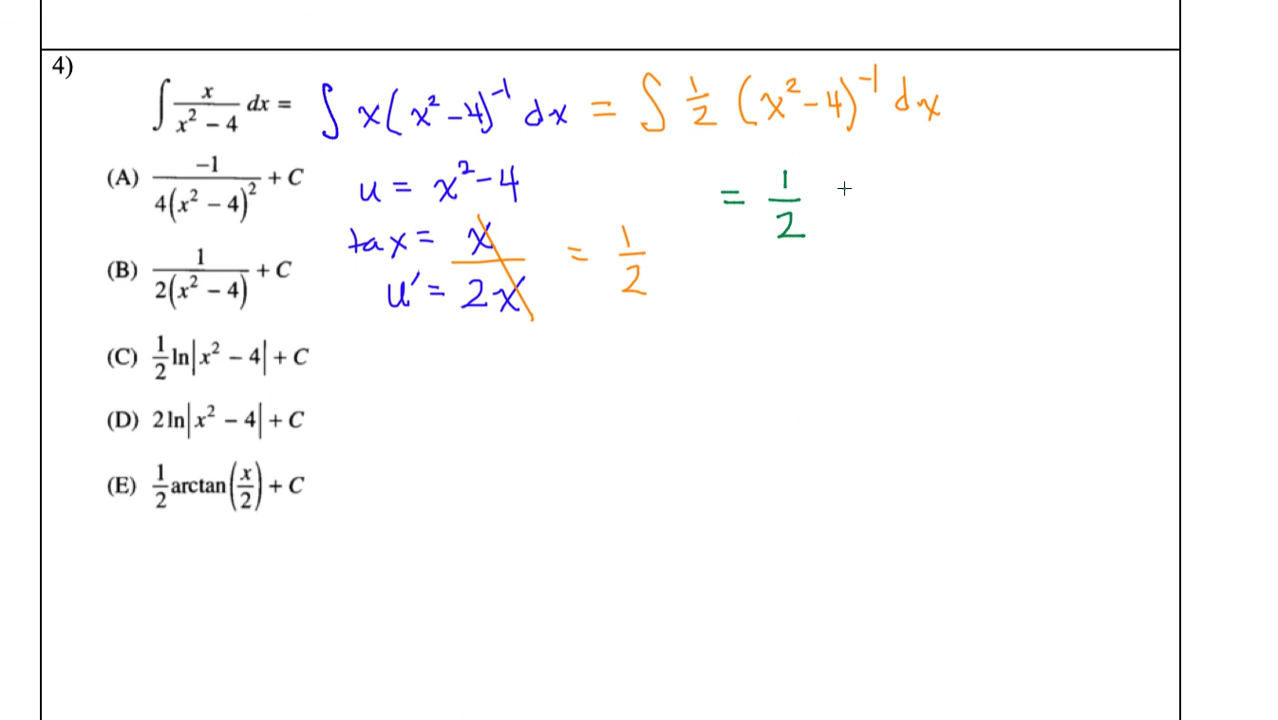 4)
∫ x/(x² − 4) dx = ∫ x(x² − 4)⁻¹ dx = ∫ 1/2 (x² − 4)⁻¹ dx
(A) −1/(4(x² − 4)²) + C
u = x² − 4
= 1/2
tax = x
u' = 2x
= 1/2
(B) 1/(2(x² − 4)) + C
(C) 1/2 ln|x² − 4| + C
(D) 2 ln|x² − 4| + C
(E) 1/2 arctan(x/2) + C